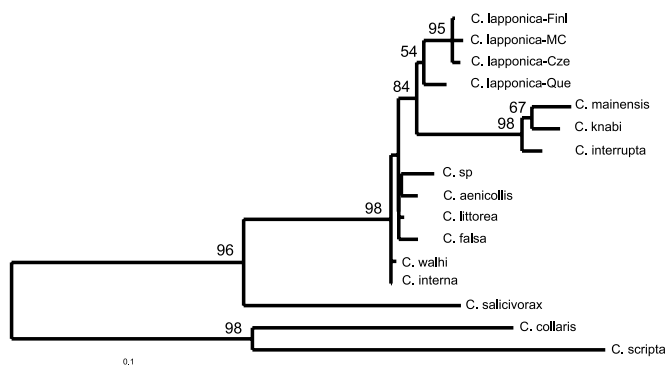 C. lapponica-Finl
95
C. lapponica-MC
54
C. lapponica-Cze
84
C. lapponica-Que
67
C. mainensis
98
C. knabi
C. interrupta
C. sp
C. aenicollis
98
C. littorea
C. falsa
96
C. walhi
C. interna
C. salicivorax
98
C. collaris
C. scripta
0.1